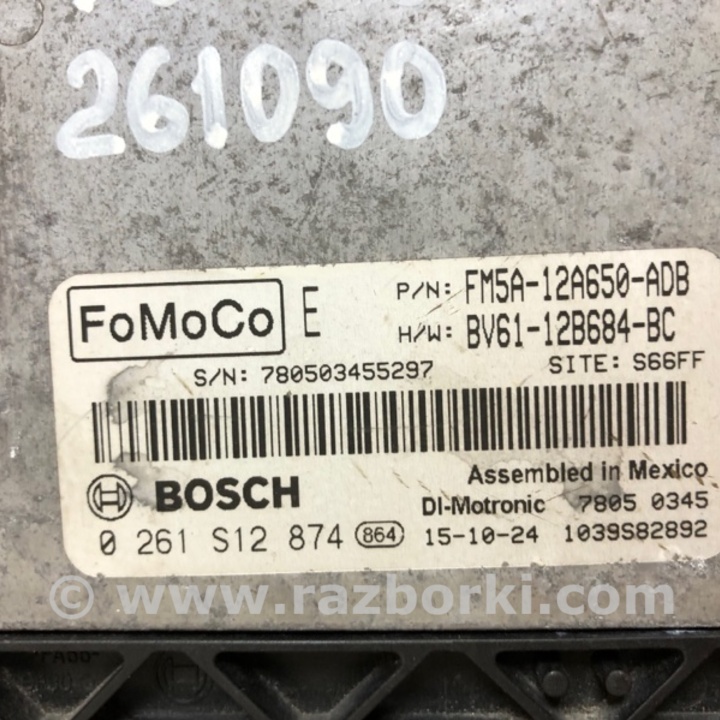 261090
FoMoCo E P/N: FM5A-12A650-ADB
H/W: BV61-12B684-BC
S/N: 780503455297 SITE: S66FF
Assembled in Mexico
BOSCH DI-Motronic 7805 0345
0 261 S12 874 864 15-10-24 1039S82892
© www.razborki.com